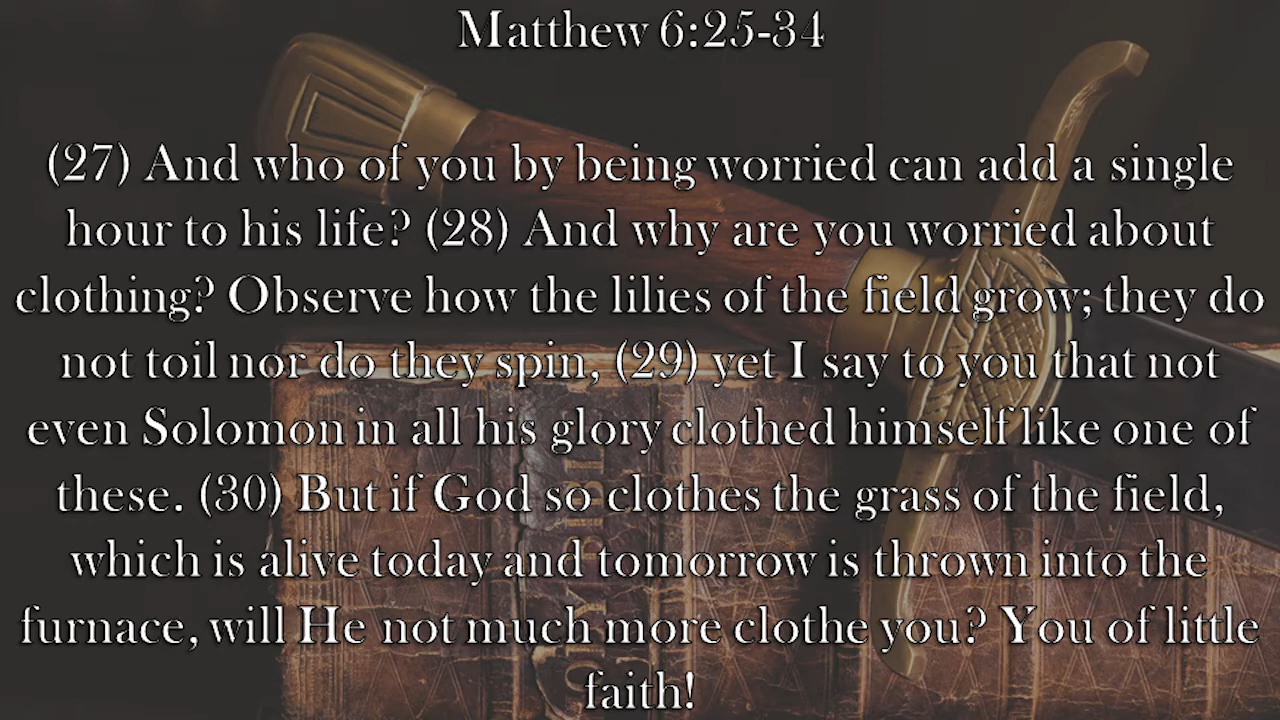 Matthew 6:25-34
(27) And who of you by being worried can add a single
hour to his life? (28) And why are you worried about
clothing? Observe how the lilies of the field grow; they do
not toil nor do they spin, (29) yet I say to you that not
even Solomon in all his glory clothed himself like one of
these. (30) But if God so clothes the grass of the field,
which is alive today and tomorrow is thrown into the
furnace, will He not much more clothe you? You of little
faith!